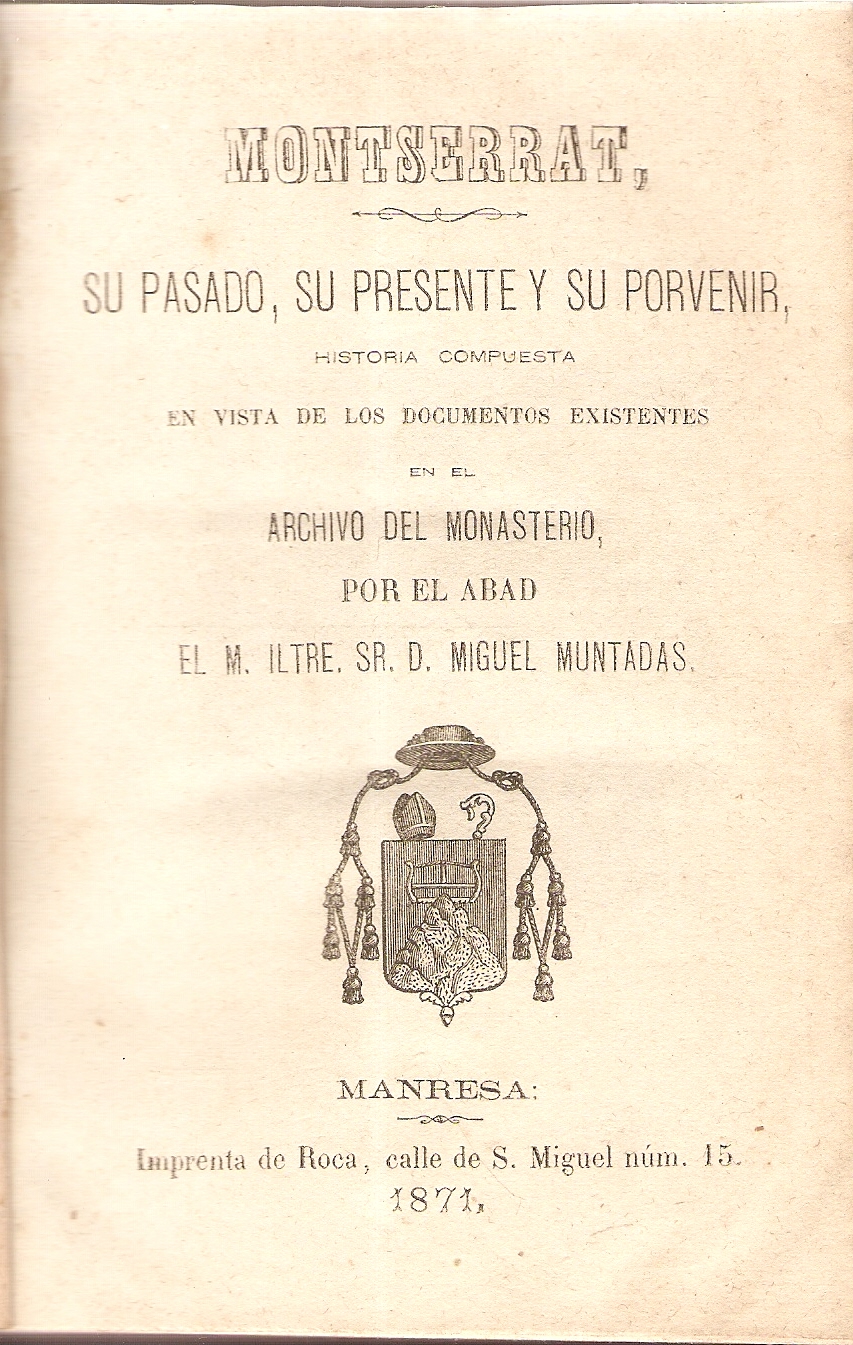 MONTSERRAT,
SU PASADO, SU PRESENTE Y SU PORVENIR,
HISTORIA COMPUESTA
EN VISTA DE LOS DOCUMENTOS EXISTENTES
EN EL
ARCHIVO DEL MONASTERIO,
POR EL ABAD
EL M. ILTRE. SR. D. MIGUEL MUNTADAS.
MANRESA:
Imprenta de Roca, calle de S. Miguel núm. 15.
1871.